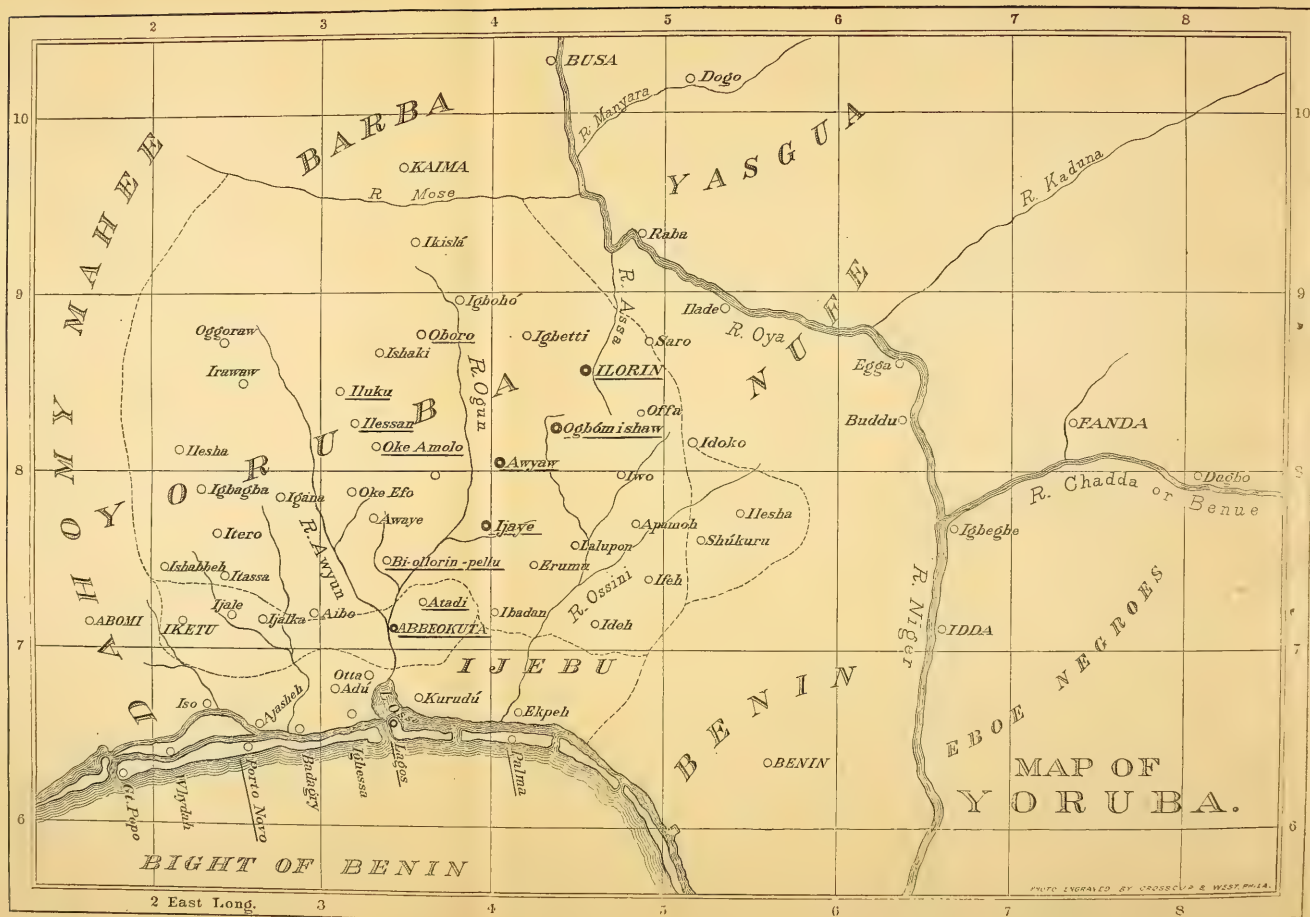 2 3 4 5 6 7 8
BUSA
Dogo
10
BARBA
R. Manyara
10
YASGUA
KAIMA
R. Kaduna
R Mose
DAHOMY MAHEE
Raba
Ikislá
R. Assa
9
Igbohó
Ilade
9
R. Oya
NUFE
Oggoraw
Oboro
Igbetti
Saro
Ishaki
Egga
Irawaw
ILORIN
R. Ogun
Iluku
Offa
Ilessan
Ogbómishaw
Buddu
FANDA
YORUBA
Oke Amolo
Idoko
Ilesha
Awyaw
8
Iwo
8
Dagbo
R. Chadda or Benue
Igbagba
Igana
Oke Efo
Awaye
Ijaye
Apamoh
Ilesha
Igbegbe
Itero
R. Awyun
Lalupon
Shúkuru
Ishabbeh
Itassa
Bi-ollorin-pellu
Erumu
Ifeh
R. Ossini
R. Niger
Ijale
Atadi
ABOMI
IKETU
Ijalka
Aibo
Ibadan
Ideh
ABBEOKUTA
IDDA
7
IJEBU
7
EBOE NEGROES
BENIN
Otta
Adú
Iso
Ajasheh
Kurudú
Ekpeh
Ossa
Gt. Popo
Whydah
Porto Novo
Badagry
Igbessa
Lagos
Palma
BENIN
MAP OF
YORUBA.
6
6
BIGHT OF BENIN
PHOTO ENGRAVED BY CROSSCUP & WEST, PHILA.
2 East Long. 3 4 5 6 7 8